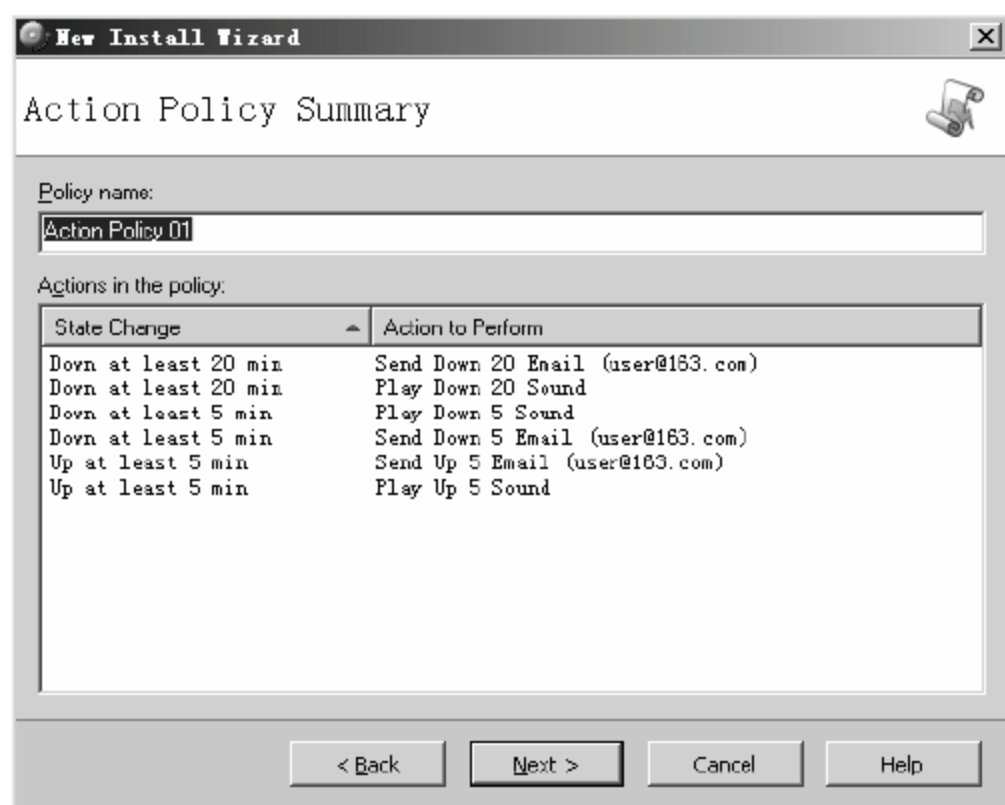 New Install Wizard
Action Policy Summary
Policy name:
Action Policy 01
Actions in the policy:
State Change Action to Perform
Down at least 20 min Send Down 20 Email (user@163.com)
Down at least 20 min Play Down 20 Sound
Down at least 5 min Play Down 5 Sound
Down at least 5 min Send Down 5 Email (user@163.com)
Up at least 5 min Send Up 5 Email (user@163.com)
Up at least 5 min Play Up 5 Sound
< Back Next > Cancel Help